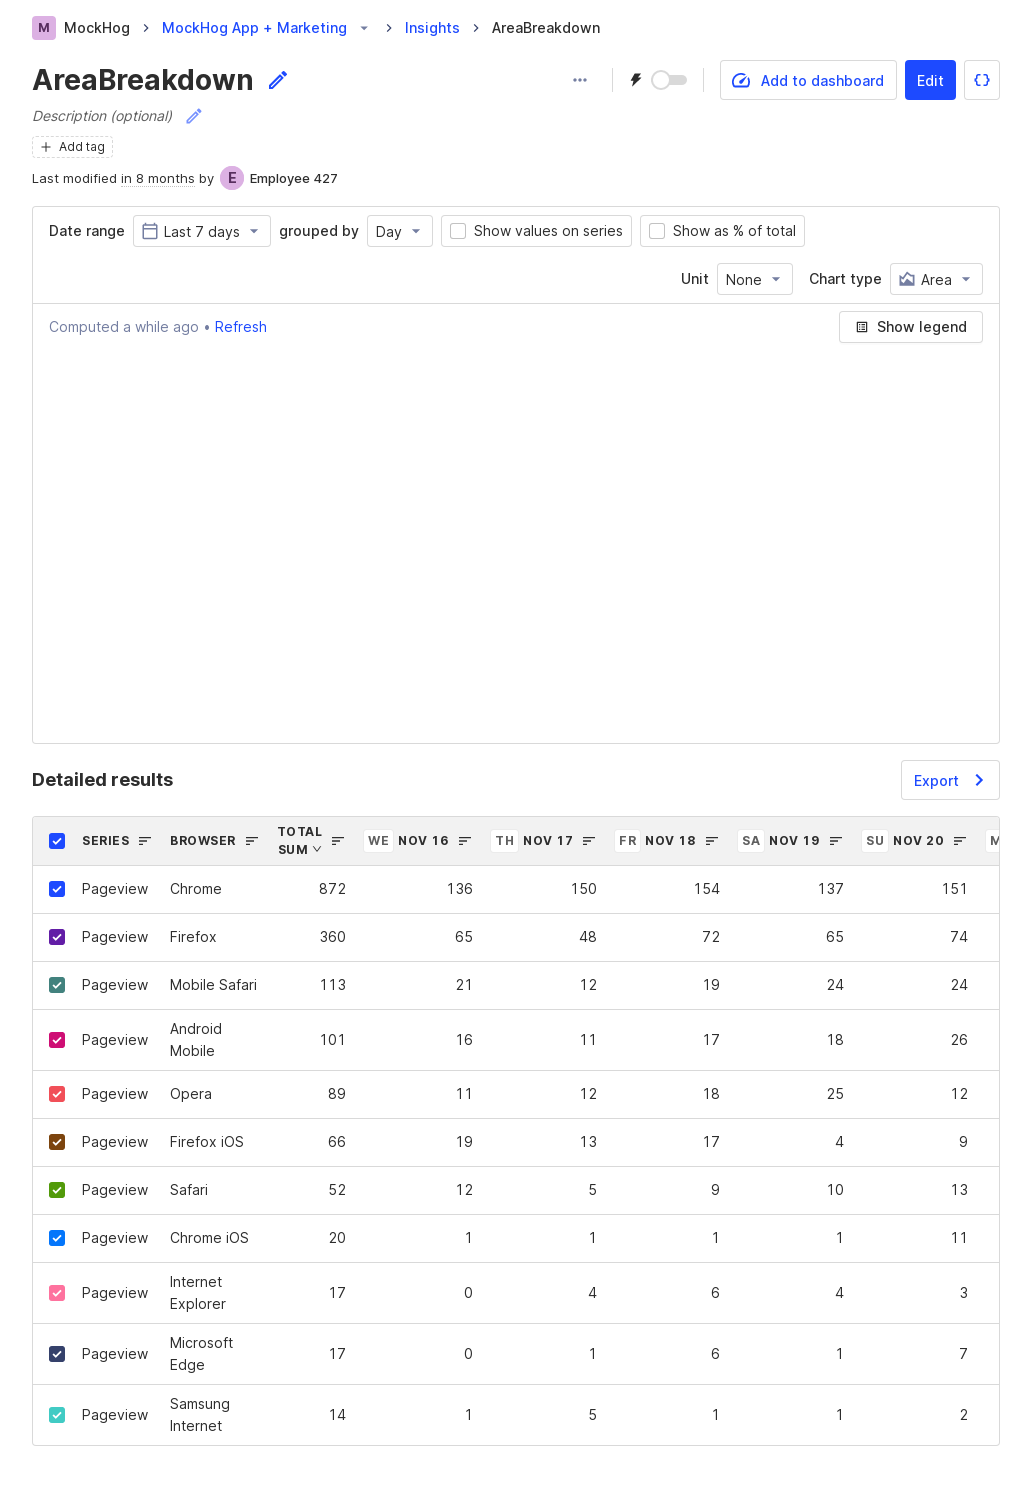 M MockHog MockHog App + Marketing Insights AreaBreakdown
AreaBreakdown
Add to dashboard Edit
Description (optional)
Add tag
Last modified in 8 months by E Employee 427
Date range Last 7 days grouped by Day Show values on series Show as % of total
Unit None Chart type Area
Computed a while ago • Refresh Show legend
Detailed results Export
SERIES BROWSER TOTAL SUM WE NOV 16 TH NOV 17 FR NOV 18 SA NOV 19 SU NOV 20 M
Pageview Chrome 872 136 150 154 137 151
Pageview Firefox 360 65 48 72 65 74
Pageview Mobile Safari 113 21 12 19 24 24
Pageview Android Mobile 101 16 11 17 18 26
Pageview Opera 89 11 12 18 25 12
Pageview Firefox iOS 66 19 13 17 4 9
Pageview Safari 52 12 5 9 10 13
Pageview Chrome iOS 20 1 1 1 1 11
Pageview Internet Explorer 17 0 4 6 4 3
Pageview Microsoft Edge 17 0 1 6 1 7
Pageview Samsung Internet 14 1 5 1 1 2